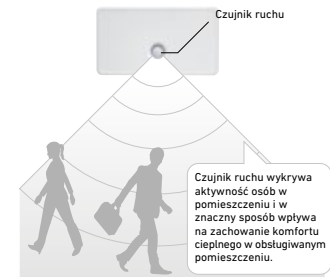 Czujnik ruchu
Czujnik ruchu wykrywa
aktywność osób w
pomieszczeniu i w
znaczny sposób wpływa
na zachowanie komfortu
cieplnego w obsługiwanym
pomieszczeniu.